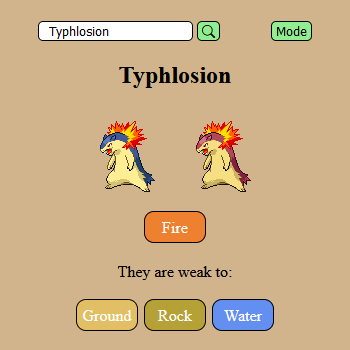 Typhlosion Mode
Typhlosion
Fire
They are weak to:
Ground Rock Water